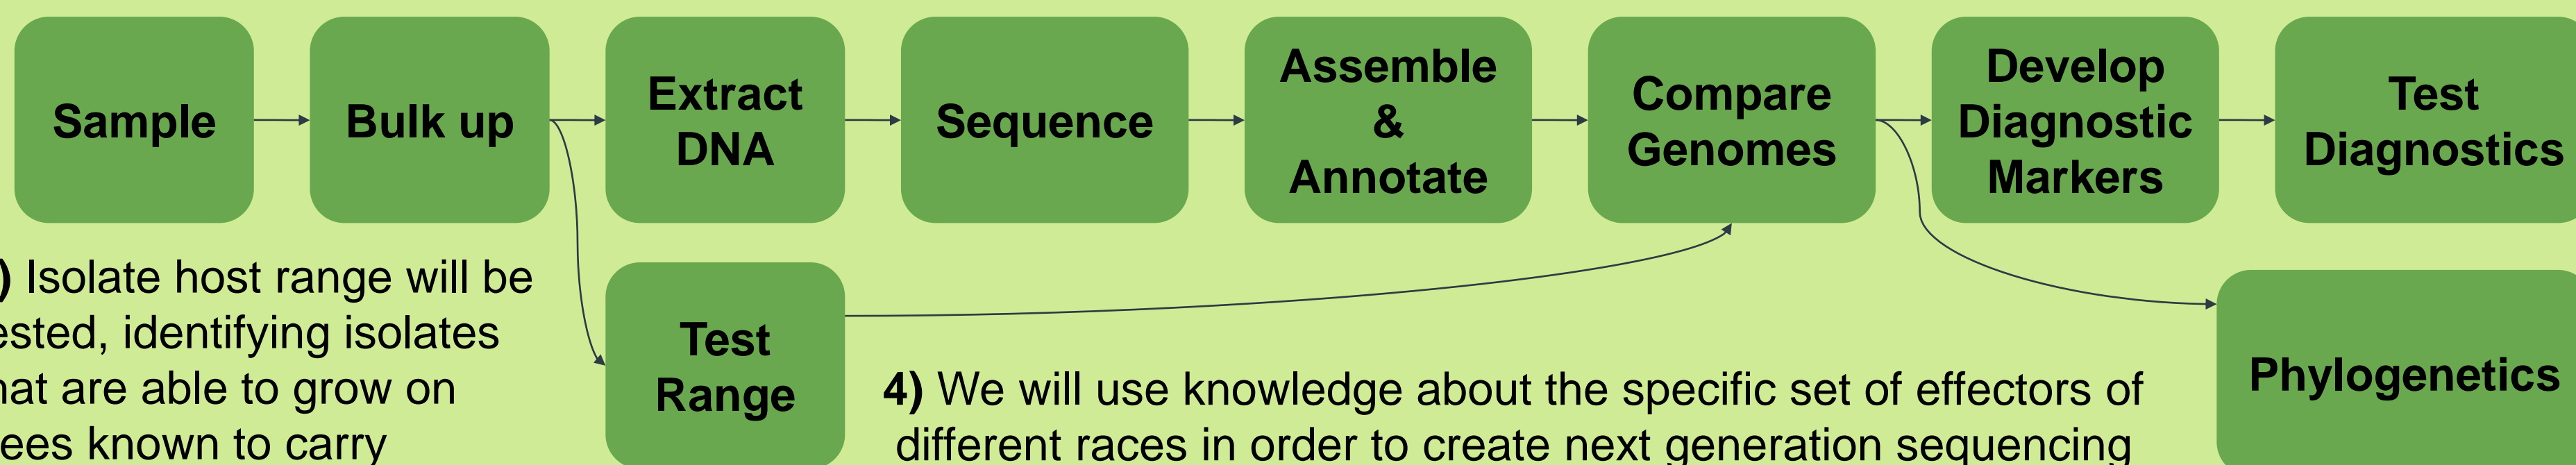 Sample
Bulk up
Extract
DNA
Sequence
Assemble
&
Annotate
Compare
Genomes
Develop
Diagnostic
Markers
Test
Diagnostics
) Isolate host range will be
ested, identifying isolates
hat are able to grow on
ees known to carry
Test
Range
4) We will use knowledge about the specific set of effectors of
different races in order to create next generation sequencing
Phylogenetics